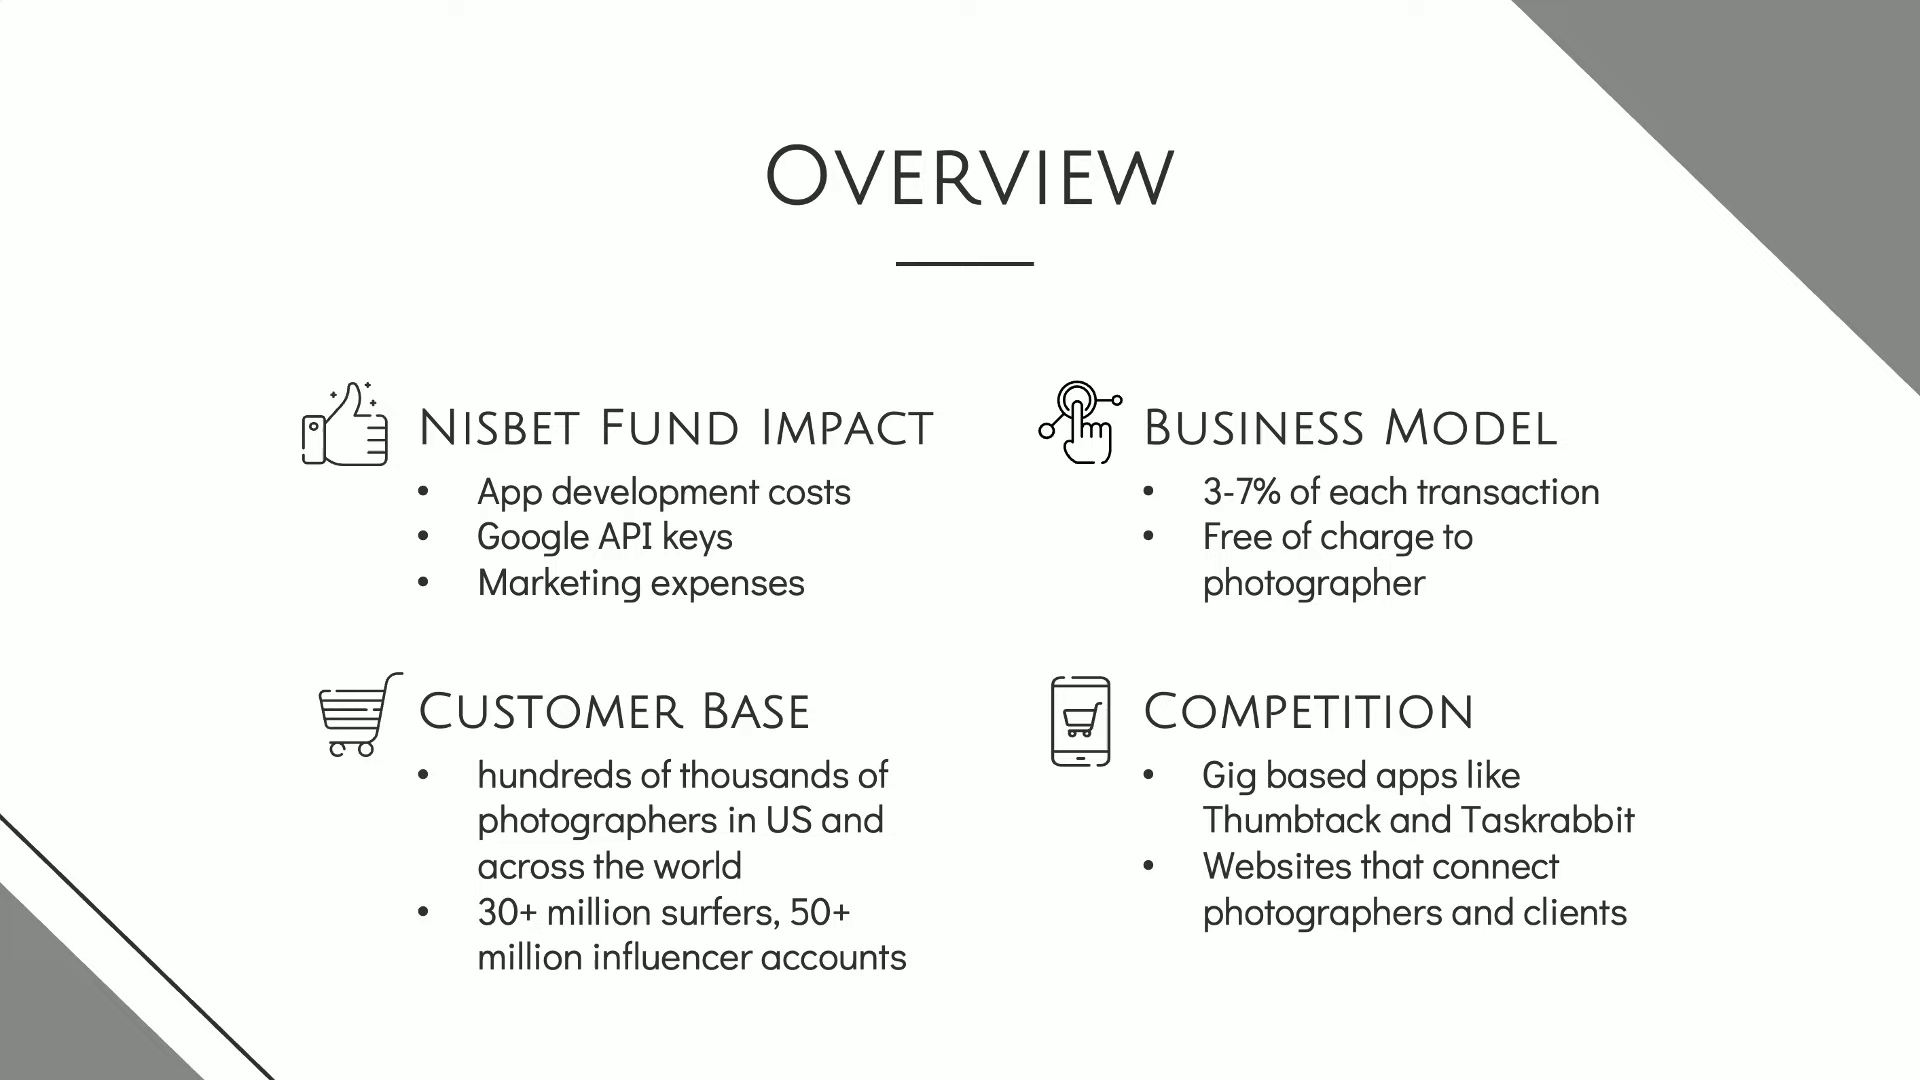 Overview
Nisbet Fund Impact
• App development costs
• Google API keys
• Marketing expenses
Business Model
• 3-7% of each transaction
• Free of charge to
photographer
Customer Base
• hundreds of thousands of
photographers in US and
across the world
• 30+ million surfers, 50+
million influencer accounts
Competition
• Gig based apps like
Thumbtack and Taskrabbit
• Websites that connect
photographers and clients